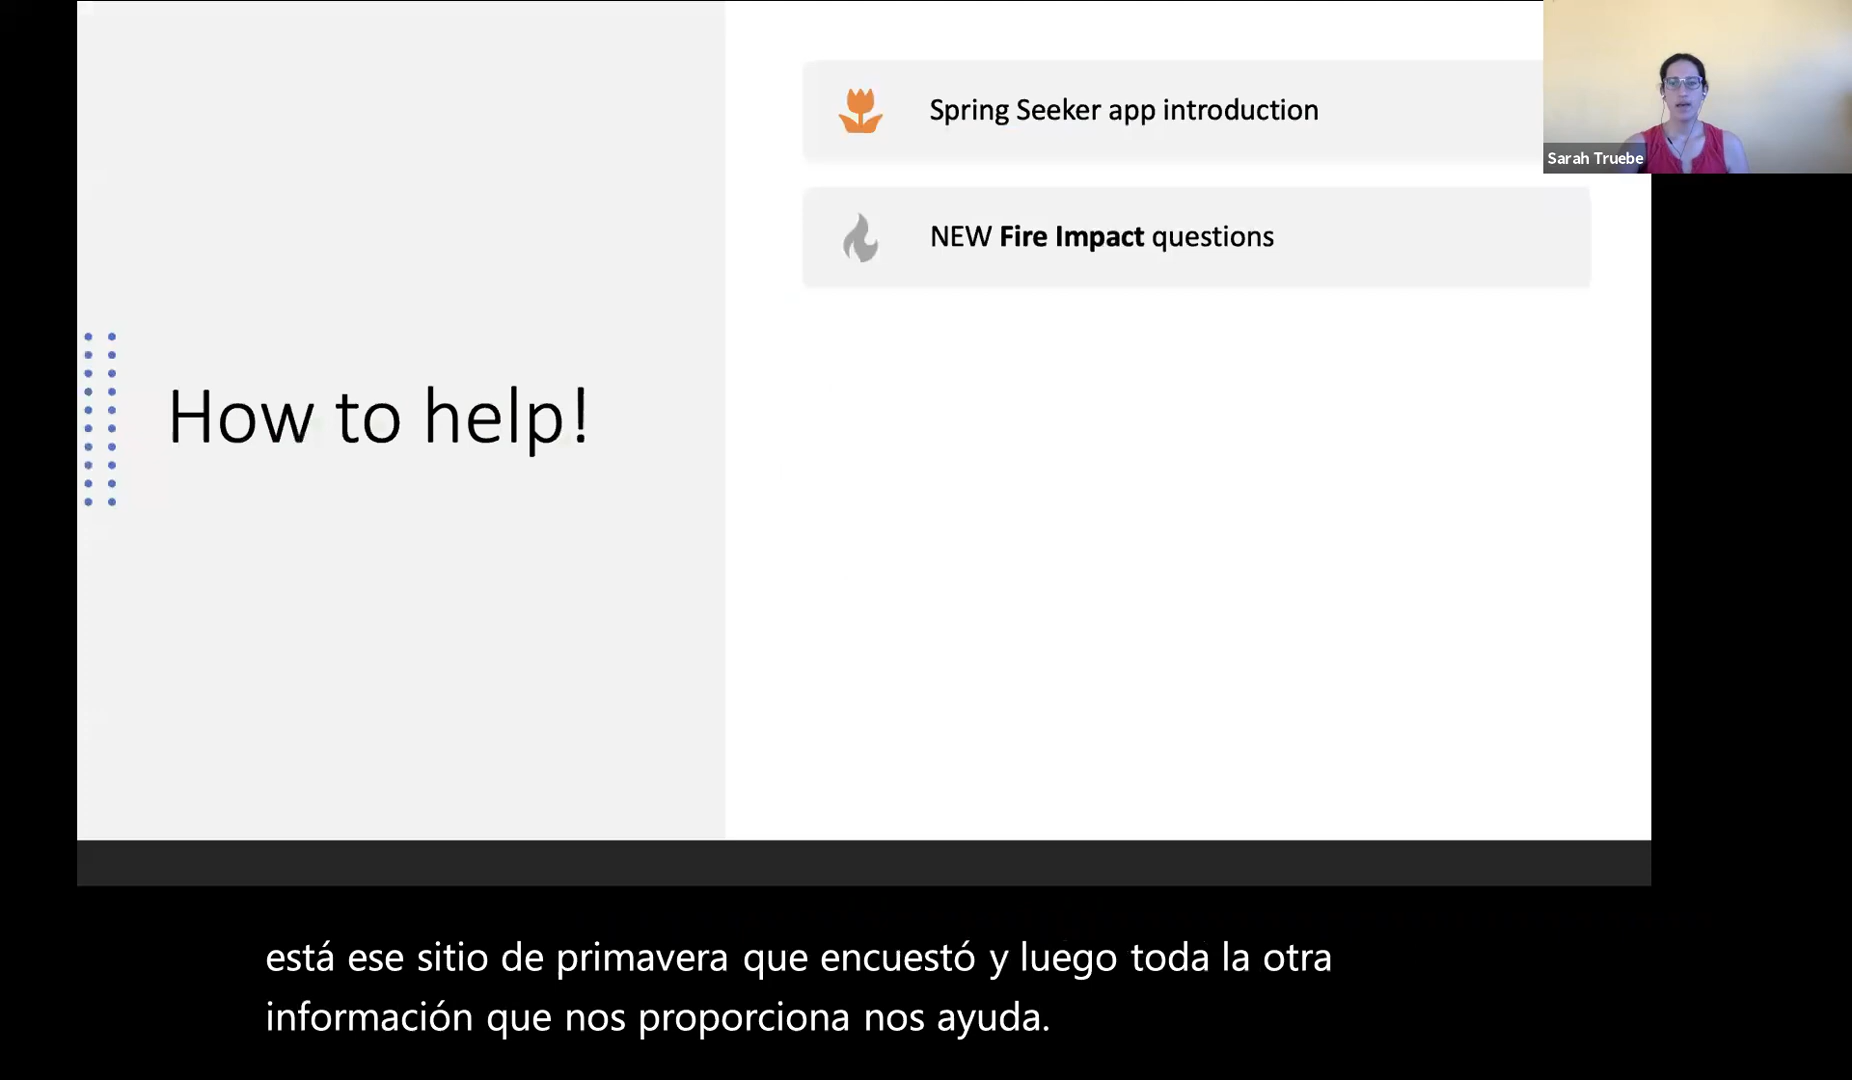 Spring Seeker app introduction
Sarah Truebe
NEW Fire Impact questions
How to help!
está ese sitio de primavera que encuestó y luego toda la otra
información que nos proporciona nos ayuda.